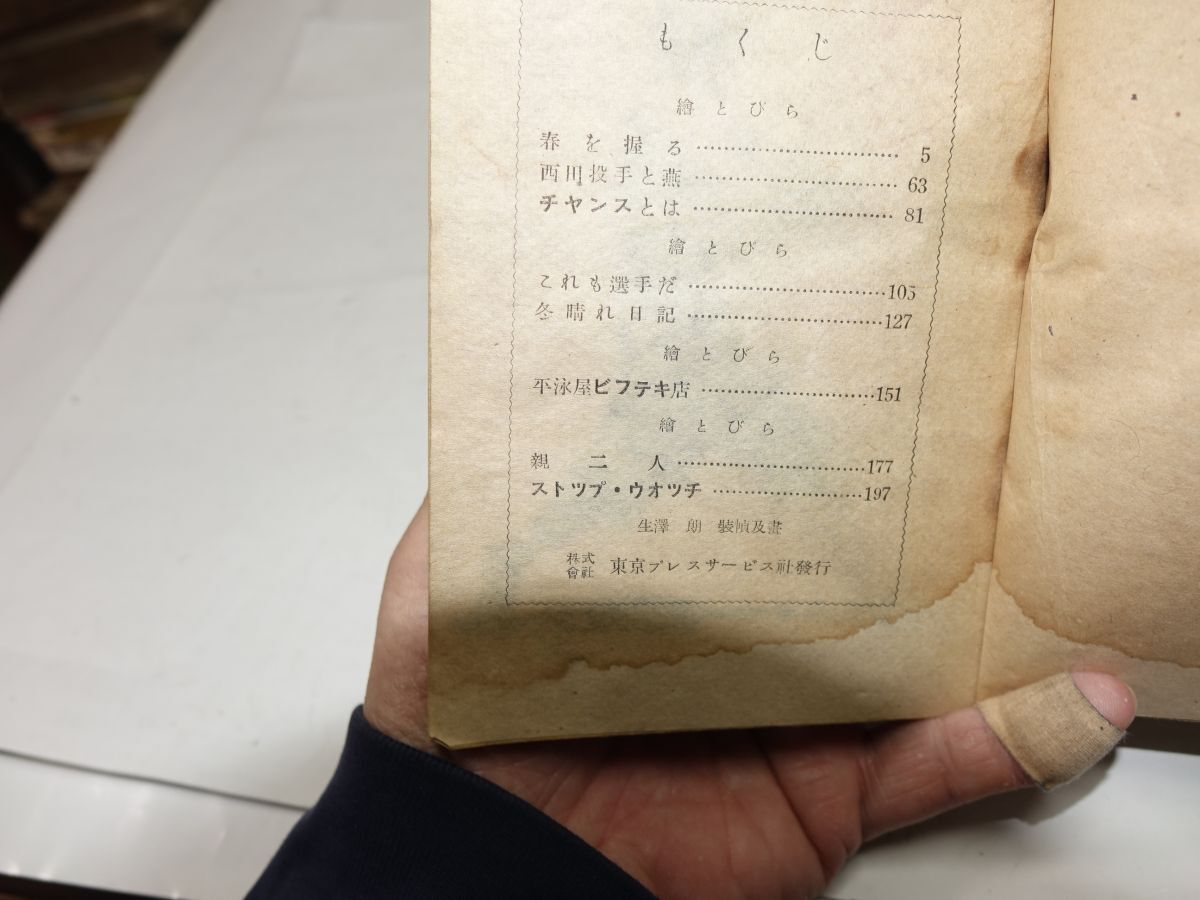 もくじ
繪とびら
春を握る…………………………5
西田投手と燕…………………………63
チヤンスとは…………………………81
繪とびら
これも選手だ…………………………105
冬晴れ日記…………………………127
繪とびら
平泳屋ビフテキ店…………………………151
繪とびら
親二人…………………………177
ストツプ・ウオツチ…………………………197
生澤 朗 裝幀及畫
株式會社 東京プレスサービス社發行